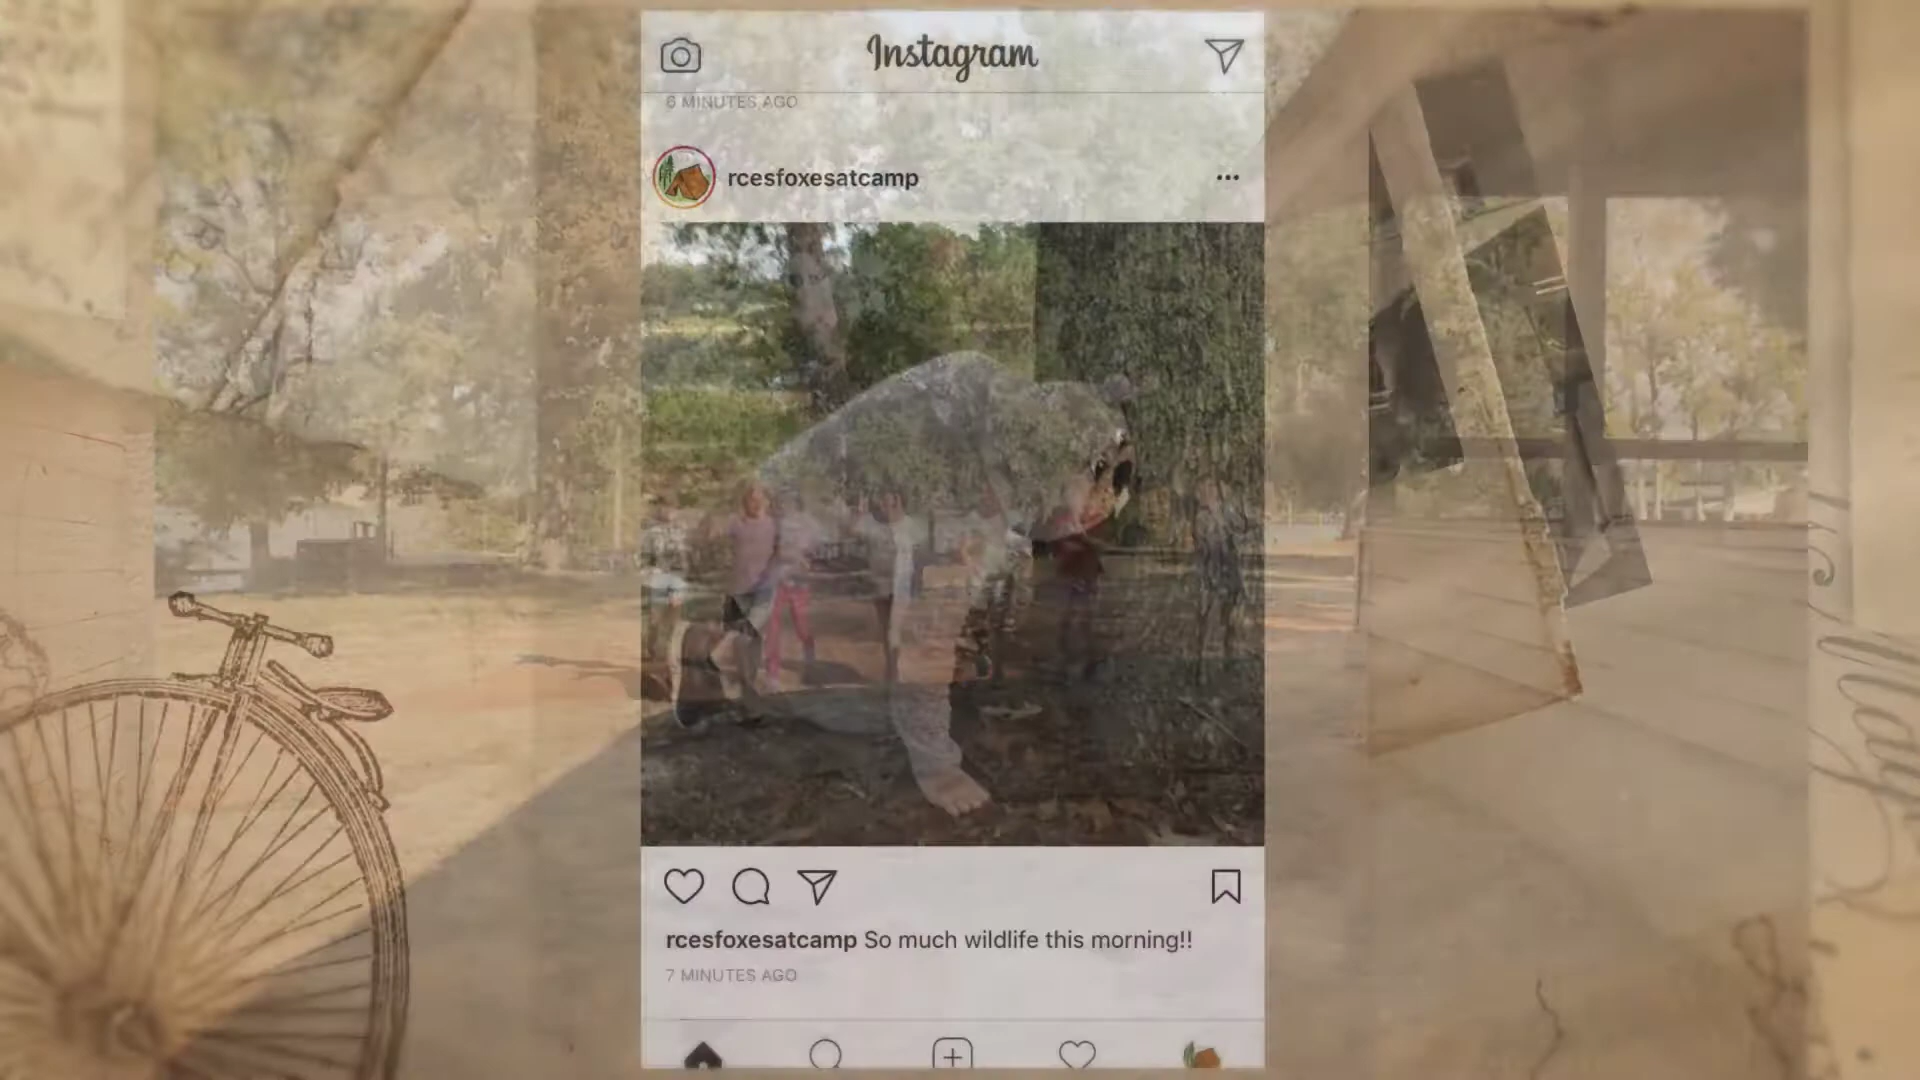 Instagram
6 MINUTES AGO
rcesfoxesatcamp
rcesfoxesatcamp So much wildlife this morning!!
7 MINUTES AGO